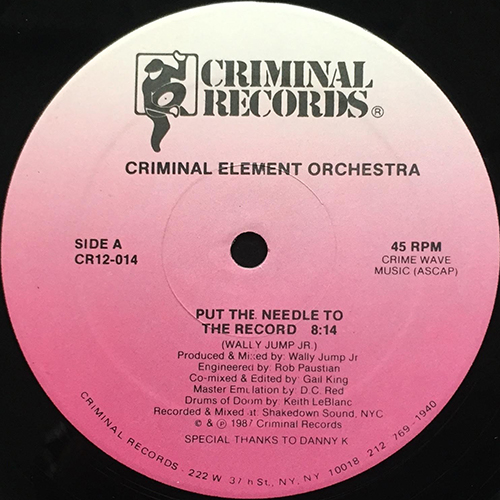 CRIMINAL
RECORDS®
CRIMINAL ELEMENT ORCHESTRA
SIDE A
CR12-014
45 RPM
CRIME WAVE
MUSIC (ASCAP)
PUT THE NEEDLE TO
THE RECORD 8:14
(WALLY JUMP JR.)
Produced & Mixed by: Wally Jump Jr
Engineered by: Rob Paustian
Co-mixed & Edited by: Gail King
Master Emulation by: D.C. Red
Drums of Doom by: Keith LeBlanc
Recorded & Mixed at: Shakedown Sound, NYC
© & ℗ 1987 Criminal Records
SPECIAL THANKS TO DANNY K
CRIMINAL RECORDS - 222 W 37th St., NY, NY 10018 212 769-1940